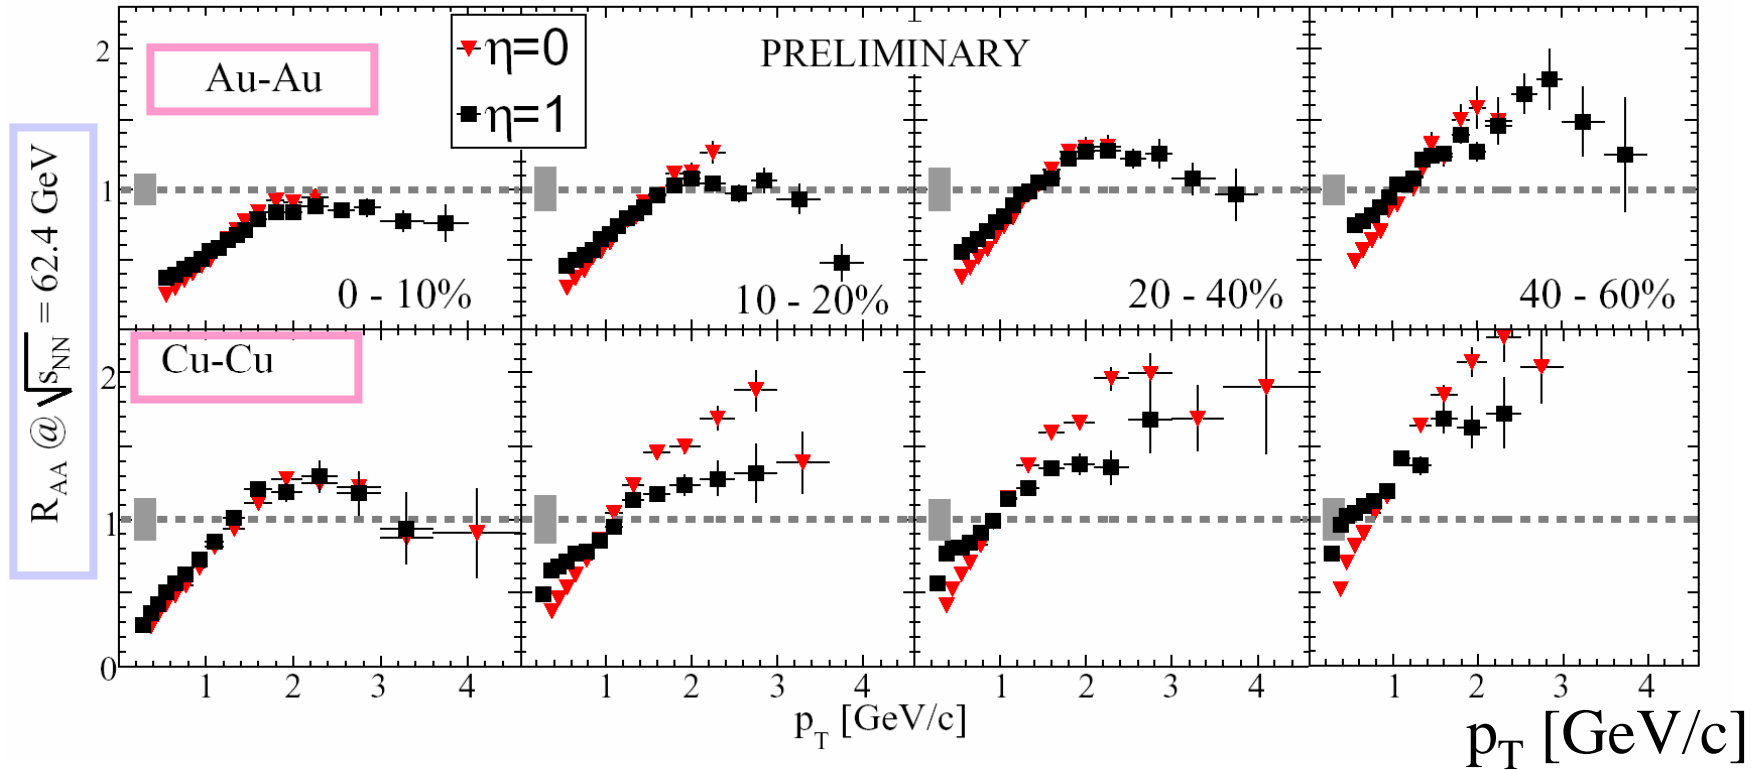 2
η=0
PRELIMINARY
Au-Au
η=1
1
0 - 10%
10 - 20%
20 - 40%
40 - 60%
R_AA @ √s_NN = 62.4 GeV
Cu-Cu
2
1
0
1 2 3 4
1 2 3 4
1 2 3 4
1 2 3 4
p_T [GeV/c]
p_T [GeV/c]